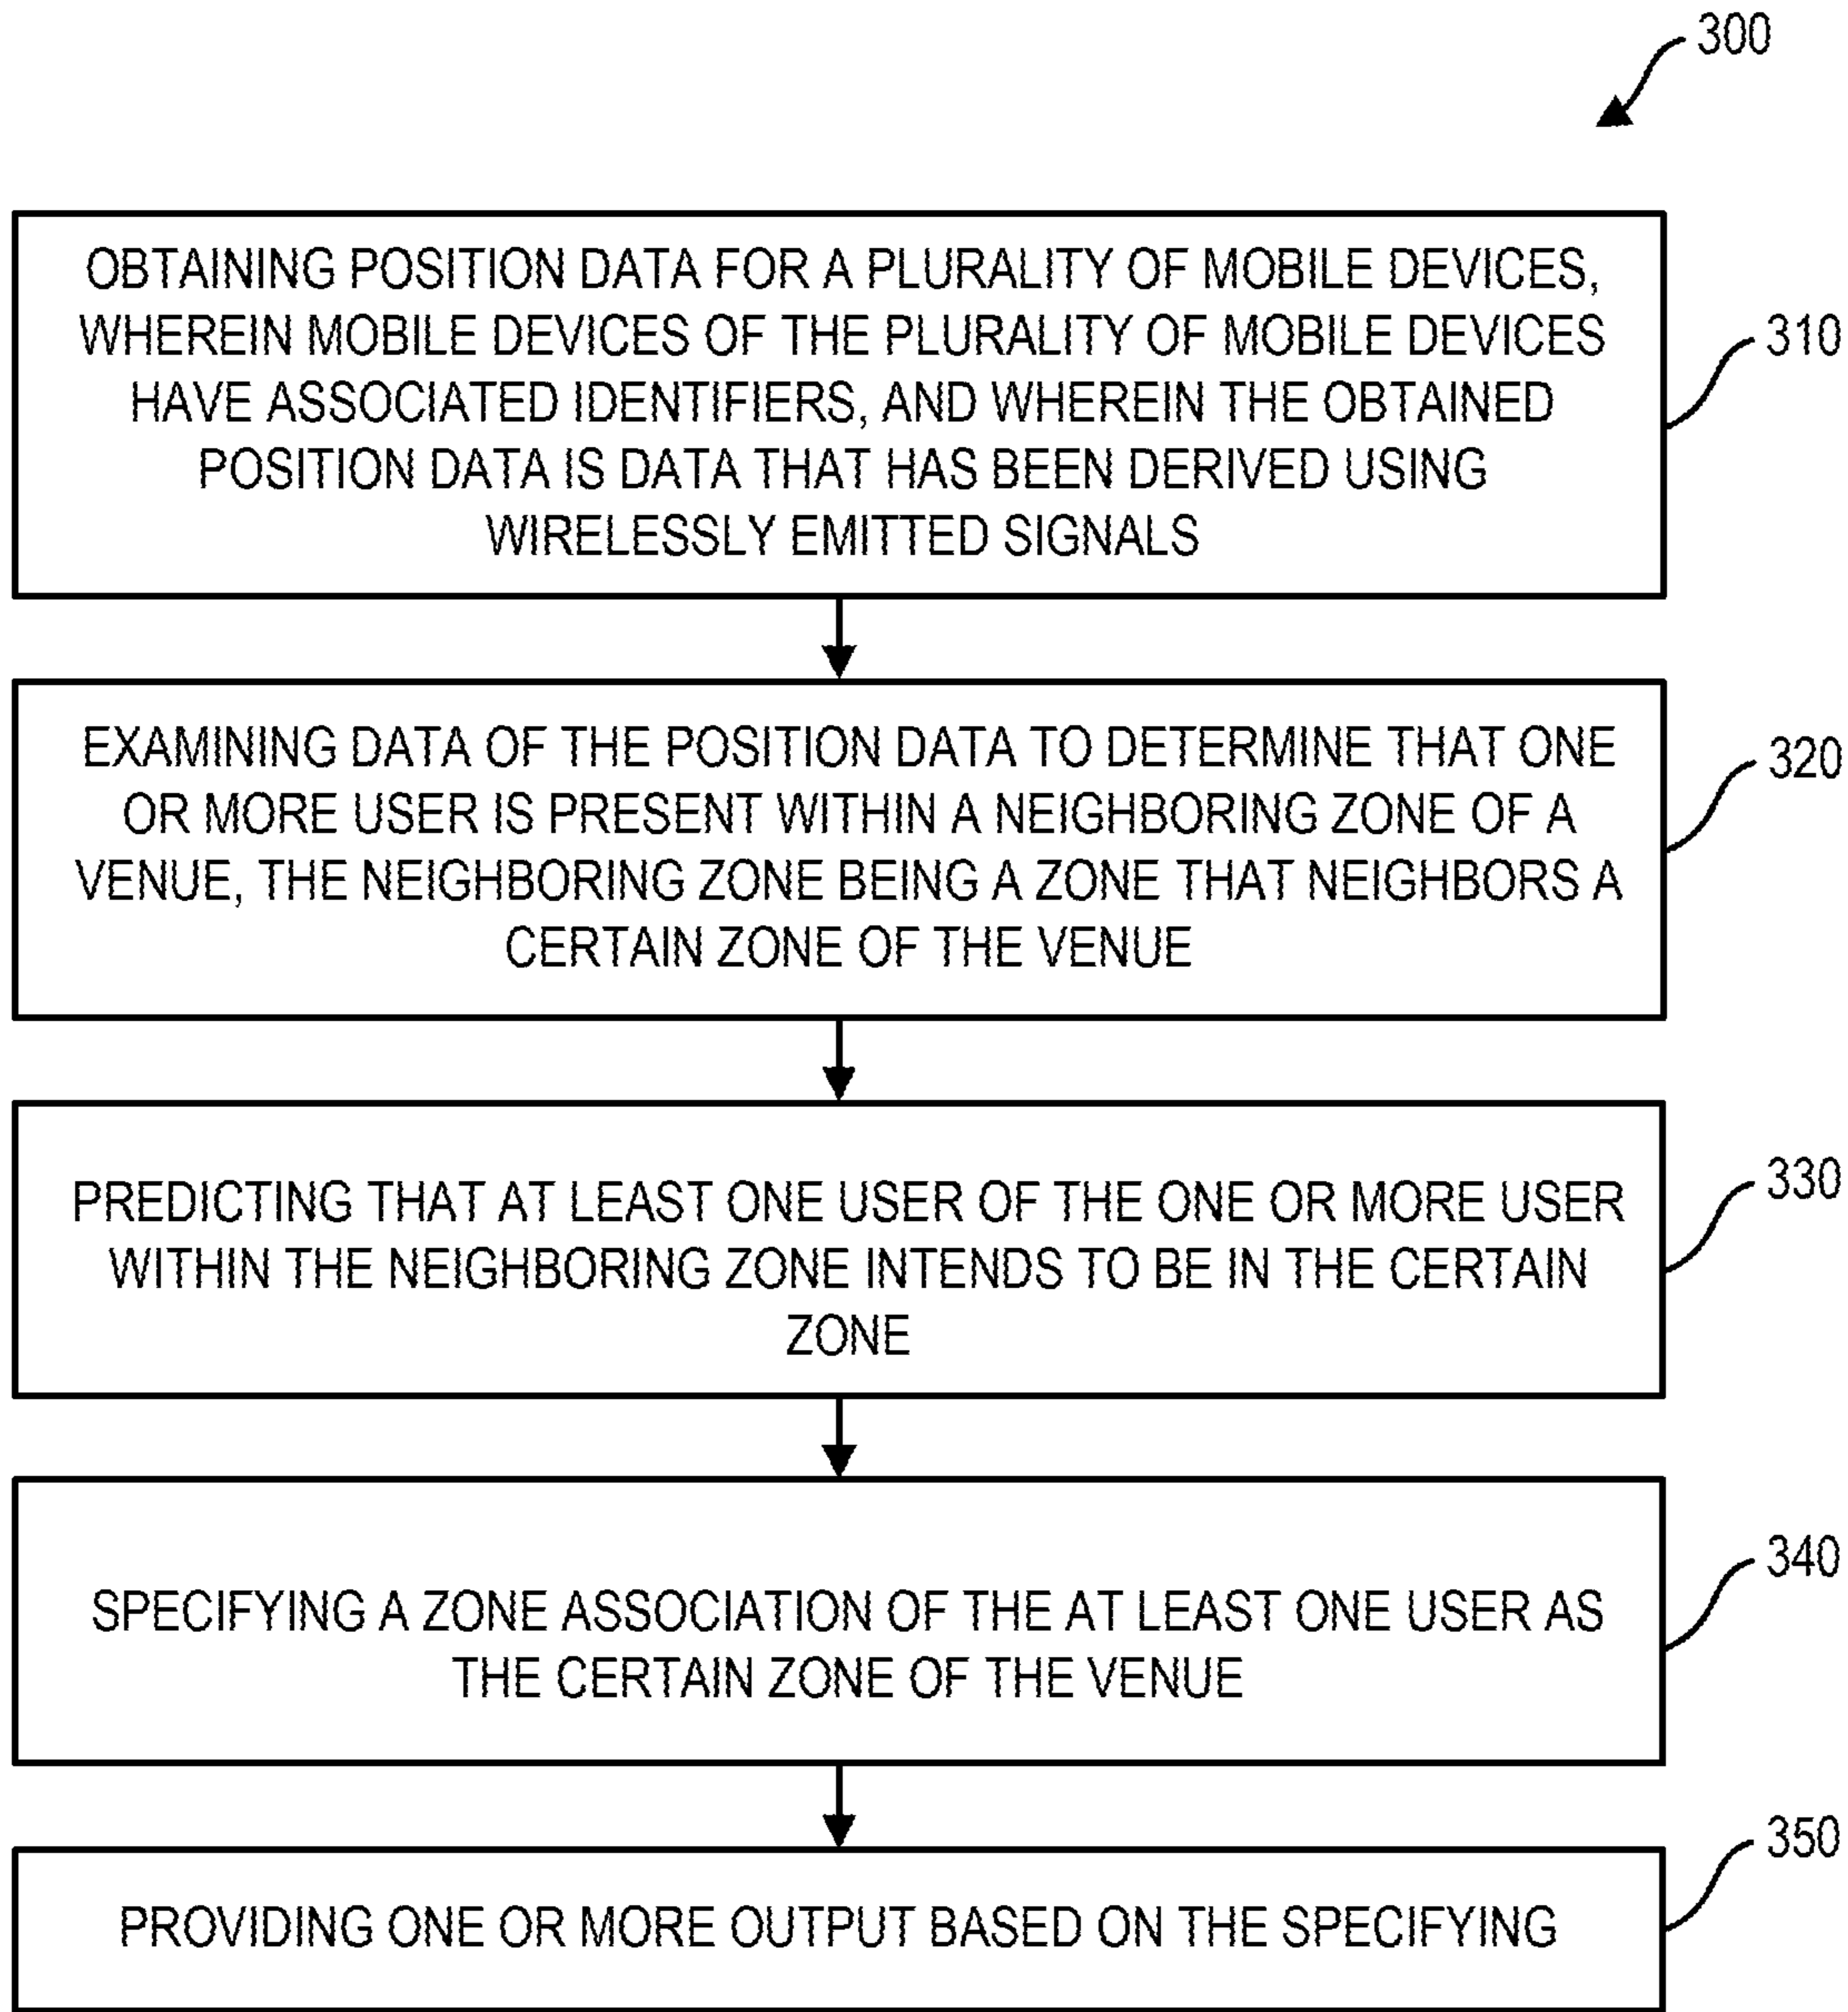 300
OBTAINING POSITION DATA FOR A PLURALITY OF MOBILE DEVICES,
WHEREIN MOBILE DEVICES OF THE PLURALITY OF MOBILE DEVICES
HAVE ASSOCIATED IDENTIFIERS, AND WHEREIN THE OBTAINED
POSITION DATA IS DATA THAT HAS BEEN DERIVED USING
WIRELESSLY EMITTED SIGNALS
310
EXAMINING DATA OF THE POSITION DATA TO DETERMINE THAT ONE
OR MORE USER IS PRESENT WITHIN A NEIGHBORING ZONE OF A
VENUE, THE NEIGHBORING ZONE BEING A ZONE THAT NEIGHBORS A
CERTAIN ZONE OF THE VENUE
320
PREDICTING THAT AT LEAST ONE USER OF THE ONE OR MORE USER
WITHIN THE NEIGHBORING ZONE INTENDS TO BE IN THE CERTAIN
ZONE
330
SPECIFYING A ZONE ASSOCIATION OF THE AT LEAST ONE USER AS
THE CERTAIN ZONE OF THE VENUE
340
PROVIDING ONE OR MORE OUTPUT BASED ON THE SPECIFYING
350